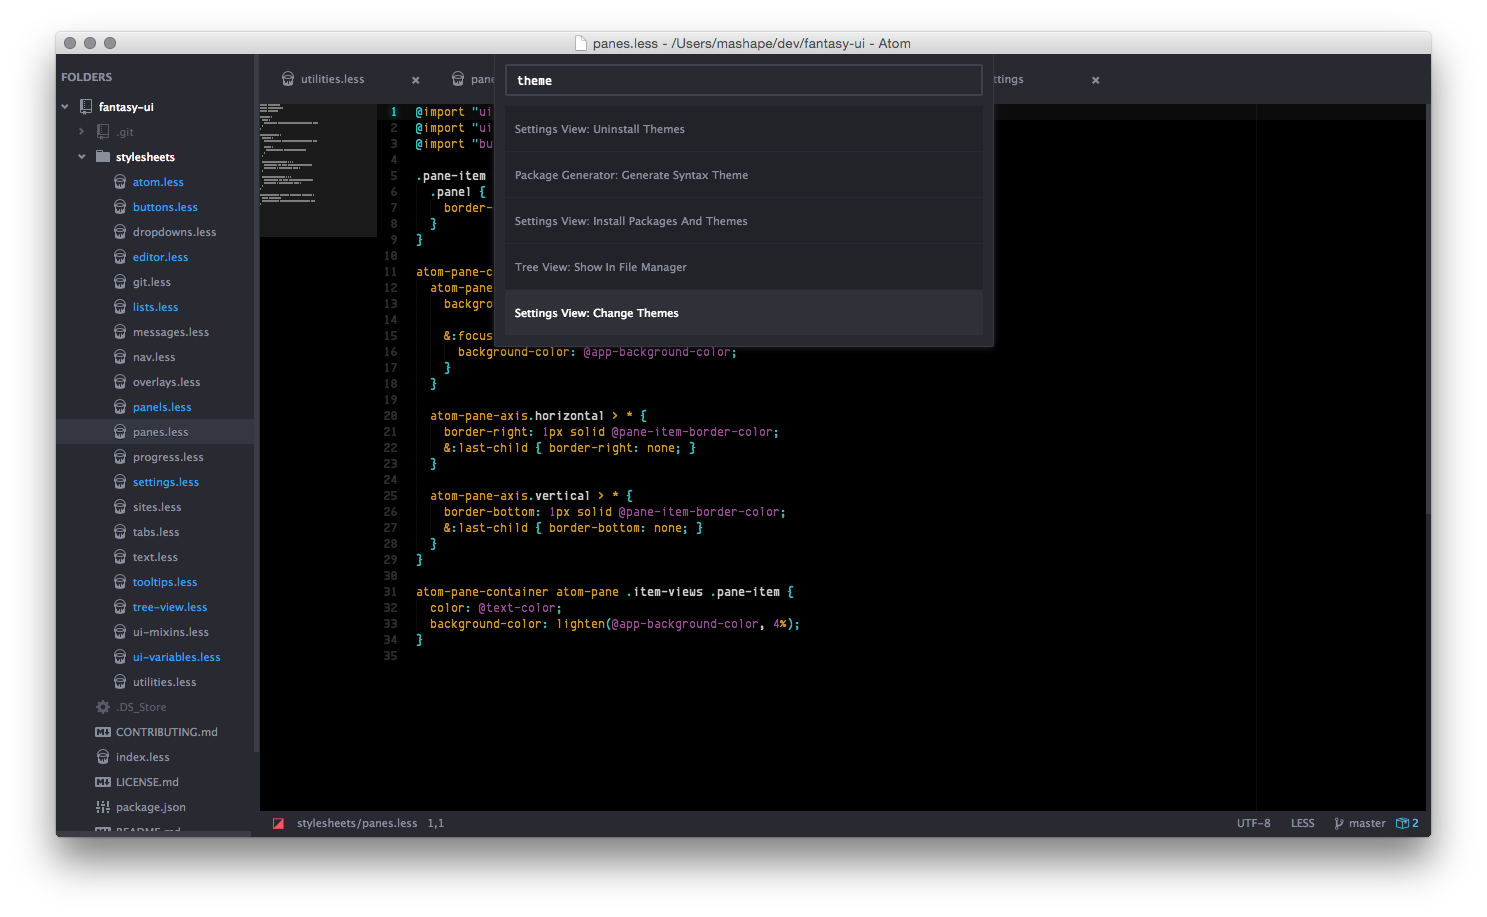 panes.less - /Users/mashape/dev/fantasy-ui - Atom
FOLDERS
fantasy-ui
.git
stylesheets
atom.less
buttons.less
dropdowns.less
editor.less
git.less
lists.less
messages.less
nav.less
overlays.less
panels.less
panes.less
progress.less
settings.less
sites.less
tabs.less
text.less
tooltips.less
tree-view.less
ui-mixins.less
ui-variables.less
utilities.less
.DS_Store
CONTRIBUTING.md
index.less
LICENSE.md
package.json
README.md
utilities.less
pane
ttings
theme
Settings View: Uninstall Themes
Package Generator: Generate Syntax Theme
Settings View: Install Packages And Themes
Tree View: Show In File Manager
Settings View: Change Themes
1 @import "ui
2 @import "ui
3 @import "bu
4
5 .pane-item
6 .panel {
7 border-
8 }
9 }
10
11 atom-pane-c
12 atom-pane
13 backgro
14
15 &:focus
16 background-color: @app-background-color;
17 }
18 }
19
20 atom-pane-axis.horizontal > * {
21 border-right: 1px solid @pane-item-border-color;
22 &:last-child { border-right: none; }
23 }
24
25 atom-pane-axis.vertical > * {
26 border-bottom: 1px solid @pane-item-border-color;
27 &:last-child { border-bottom: none; }
28 }
29 }
30
31 atom-pane-container atom-pane .item-views .pane-item {
32 color: @text-color;
33 background-color: lighten(@app-background-color, 4%);
34 }
35
stylesheets/panes.less 1,1
UTF-8 LESS master 2